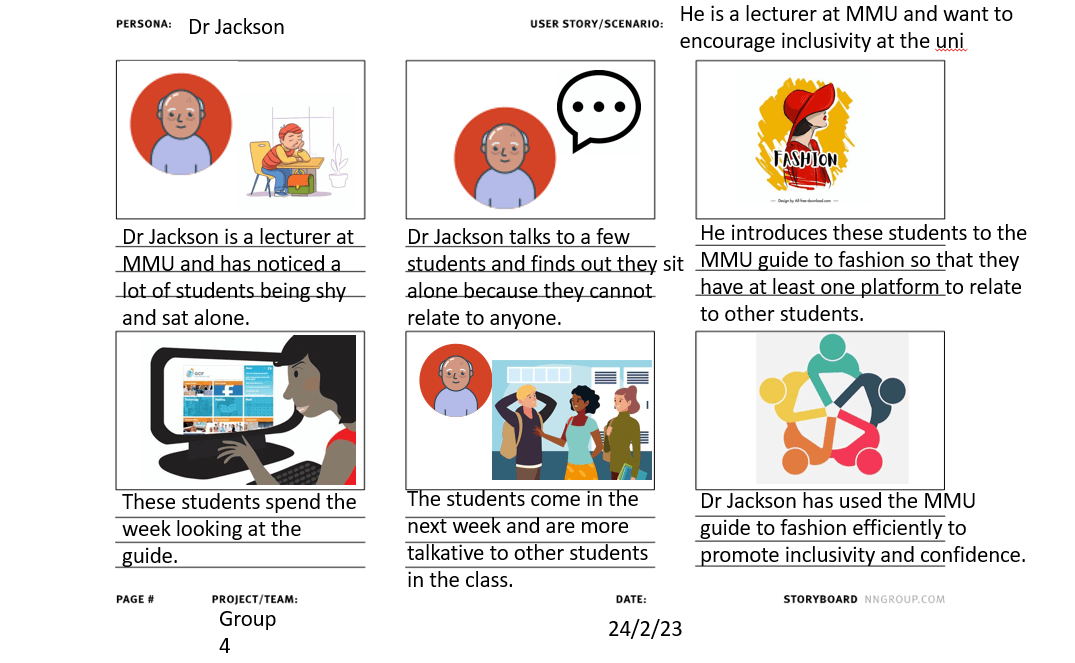 PERSONA: Dr Jackson
USER STORY/SCENARIO: He is a lecturer at MMU and want to
encourage inclusivity at the uni
FASHION
Design by All-free-download.com
Dr Jackson is a lecturer at
MMU and has noticed a
lot of students being shy
and sat alone.
Dr Jackson talks to a few
students and finds out they sit
alone because they cannot
relate to anyone.
He introduces these students to the
MMU guide to fashion so that they
have at least one platform to relate
to other students.
These students spend the
week looking at the
guide.
The students come in the
next week and are more
talkative to other students
in the class.
Dr Jackson has used the MMU
guide to fashion efficiently to
promote inclusivity and confidence.
PAGE #
PROJECT/TEAM:
Group
4
DATE:
24/2/23
STORYBOARD NNGROUP.COM